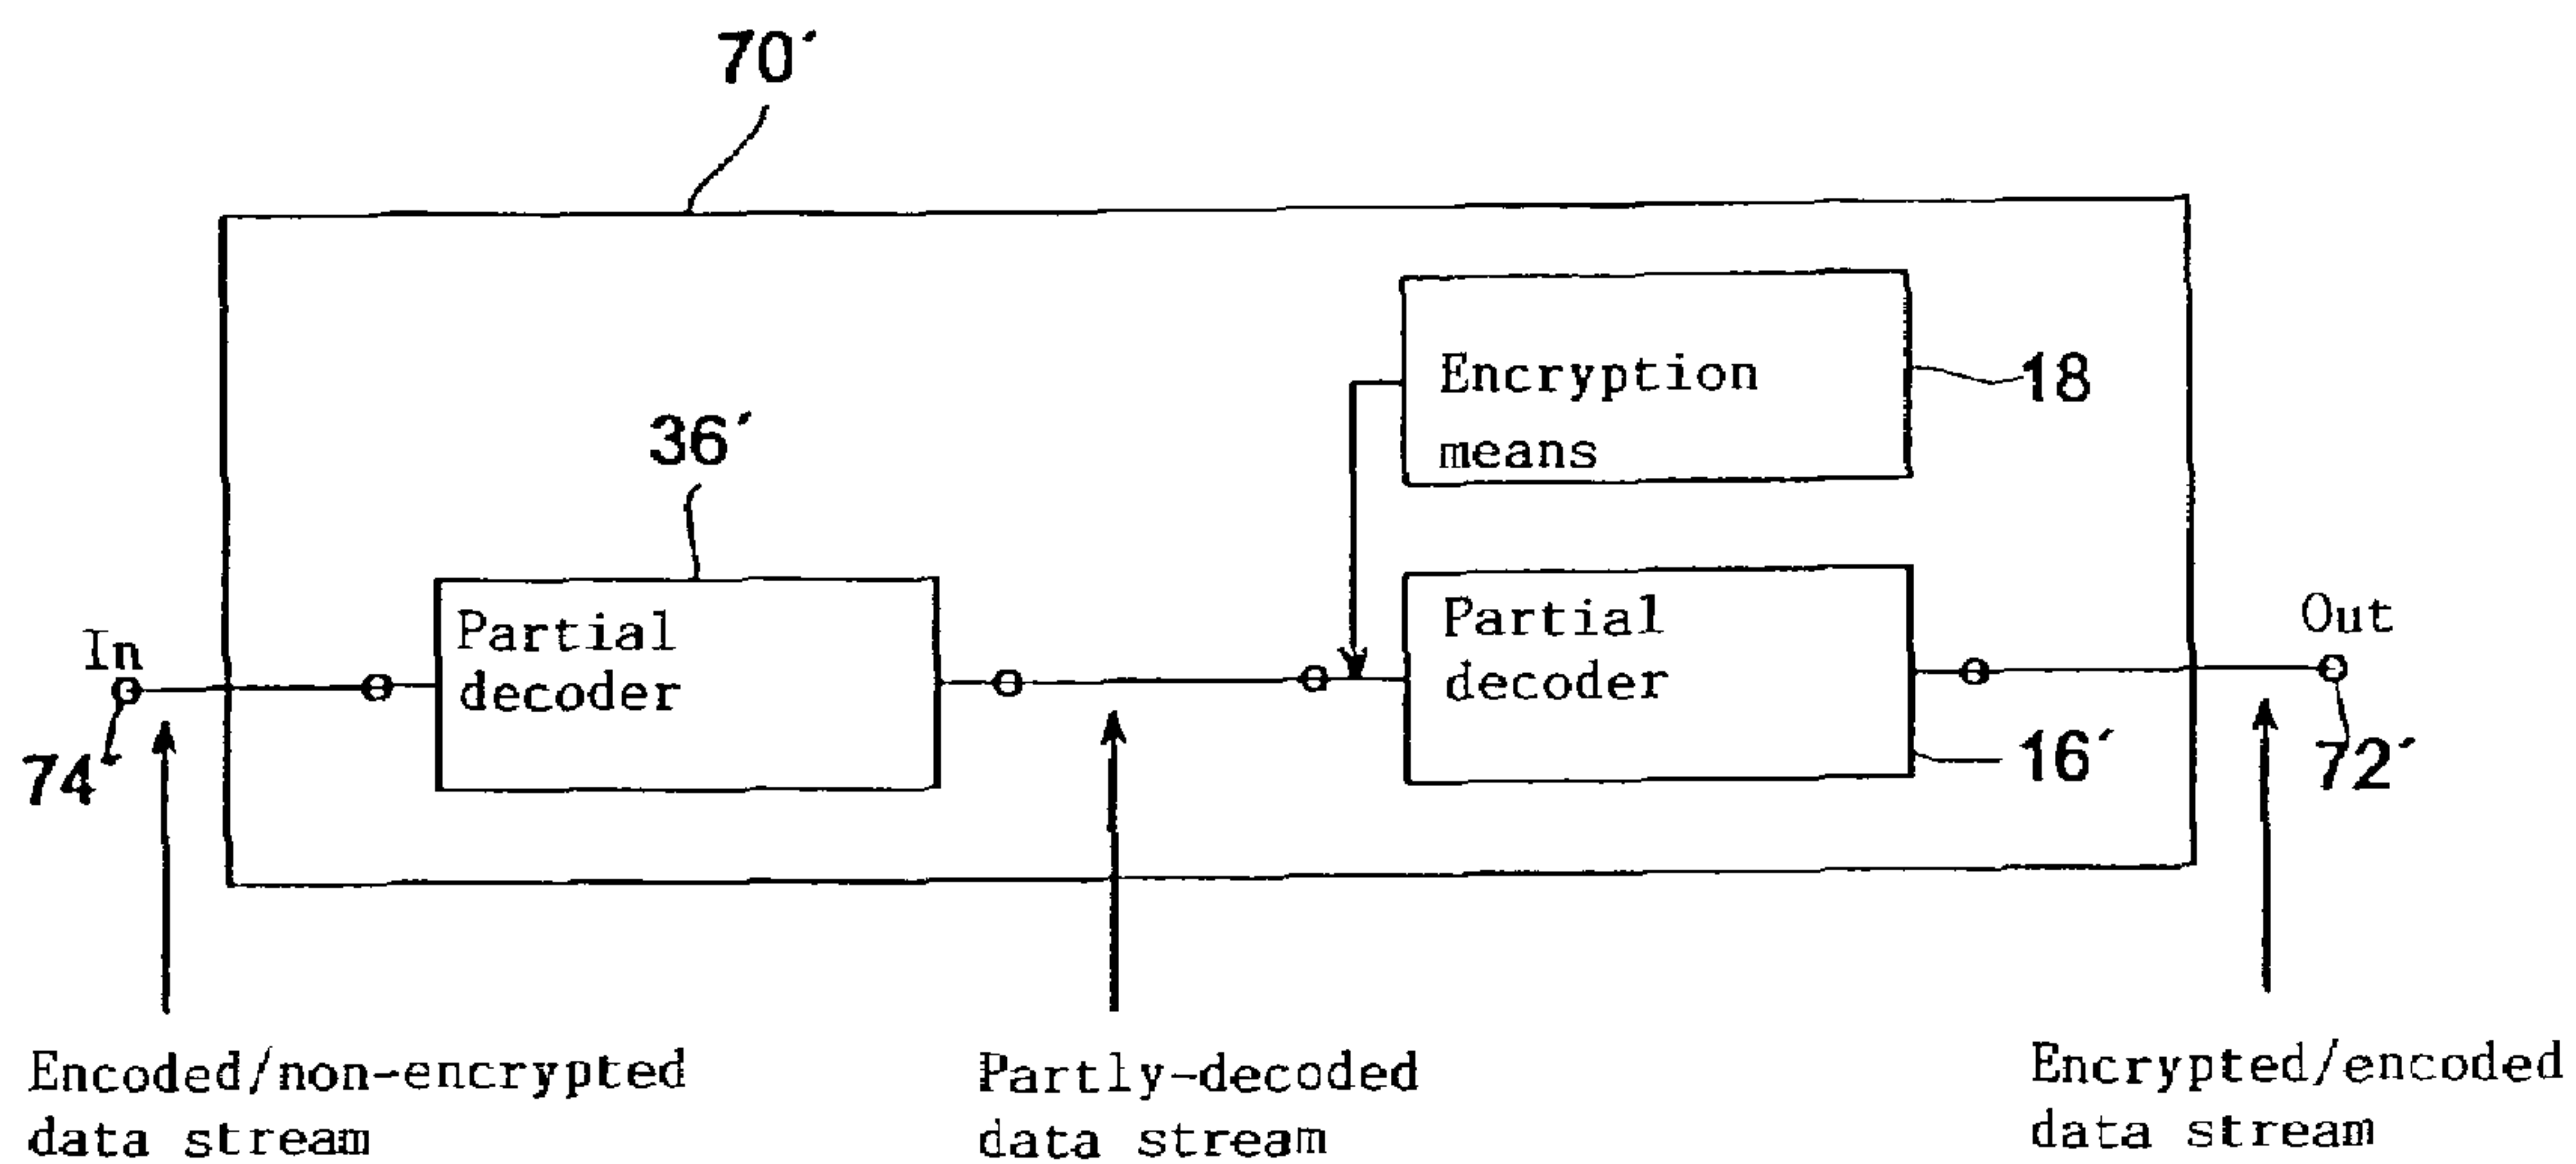 70´
Encryption
means
18
36´
Partial
decoder
Partial
decoder
In
Out
74´
16´
72´
Encoded/non-encrypted
data stream
Partly-decoded
data stream
Encrypted/encoded
data stream